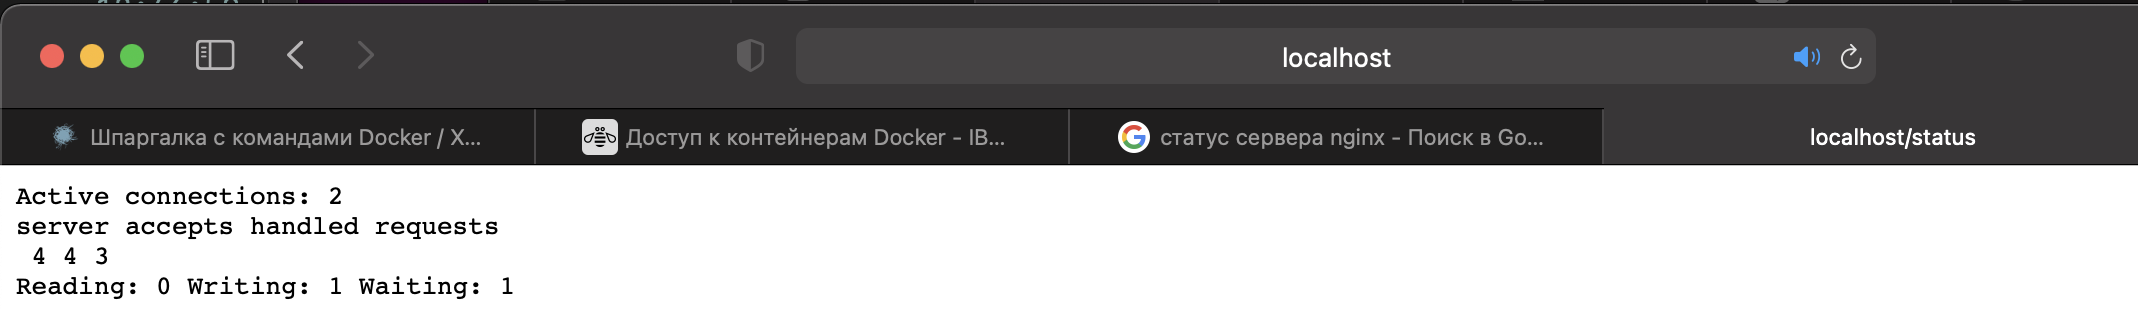 localhost
Шпаргалка с командами Docker / Х...
Доступ к контейнерам Docker - IB...
статус сервера nginx - Поиск в Go...
localhost/status
Active connections: 2
server accepts handled requests
4 4 3
Reading: 0 Writing: 1 Waiting: 1